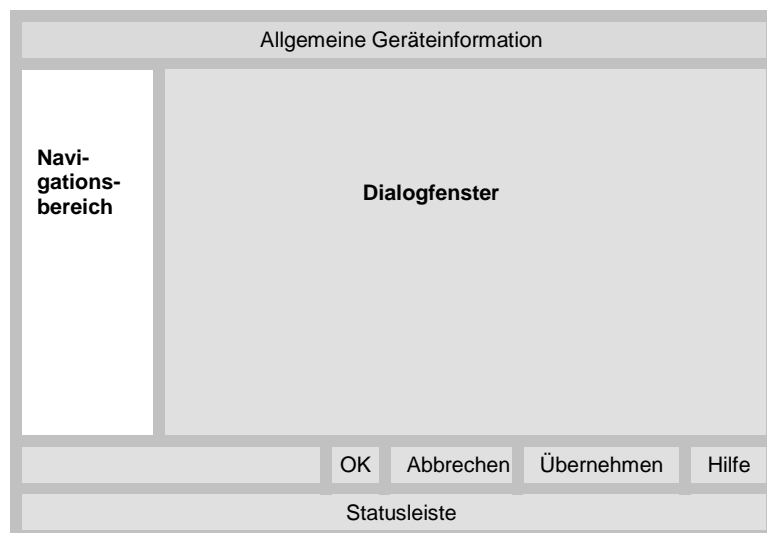 Allgemeine Geräteinformation
Navi-
gations-
bereich
Dialogfenster
OK Abbrechen Übernehmen Hilfe
Statusleiste